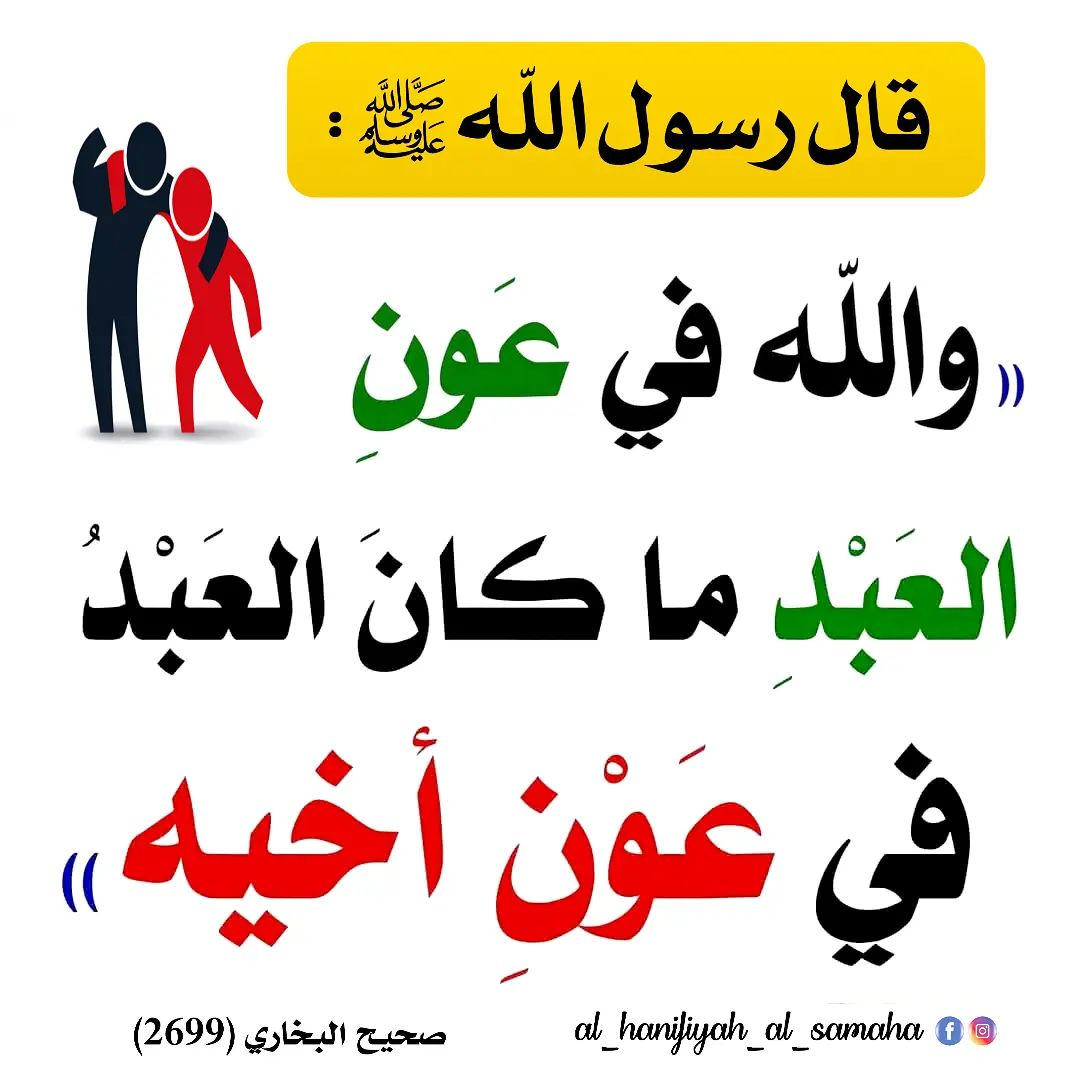 قال رسول الله ﷺ :
(( والله في عَونِ
العَبْدِ ما كانَ العَبْدُ
في عَوْنِ أخيه ))
صحيح البخاري (2699)
al_hanifiyah_al_samaha